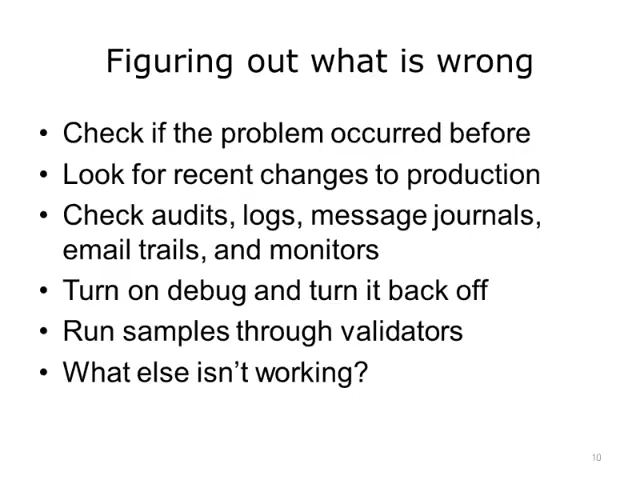 Figuring out what is wrong
• Check if the problem occurred before
• Look for recent changes to production
• Check audits, logs, message journals,
email trails, and monitors
• Turn on debug and turn it back off
• Run samples through validators
• What else isn’t working?
10